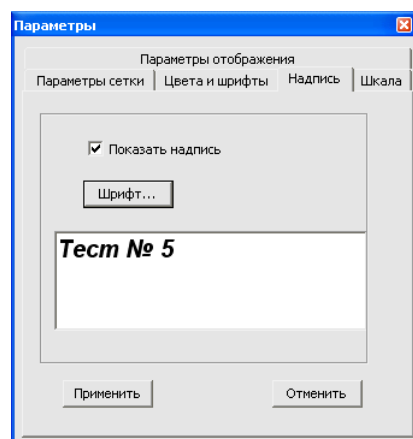 Параметры
Параметры отображения
Параметры сетки Цвета и шрифты Надпись Шкала
Показать надпись
Шрифт...
Тест № 5
Применить Отменить